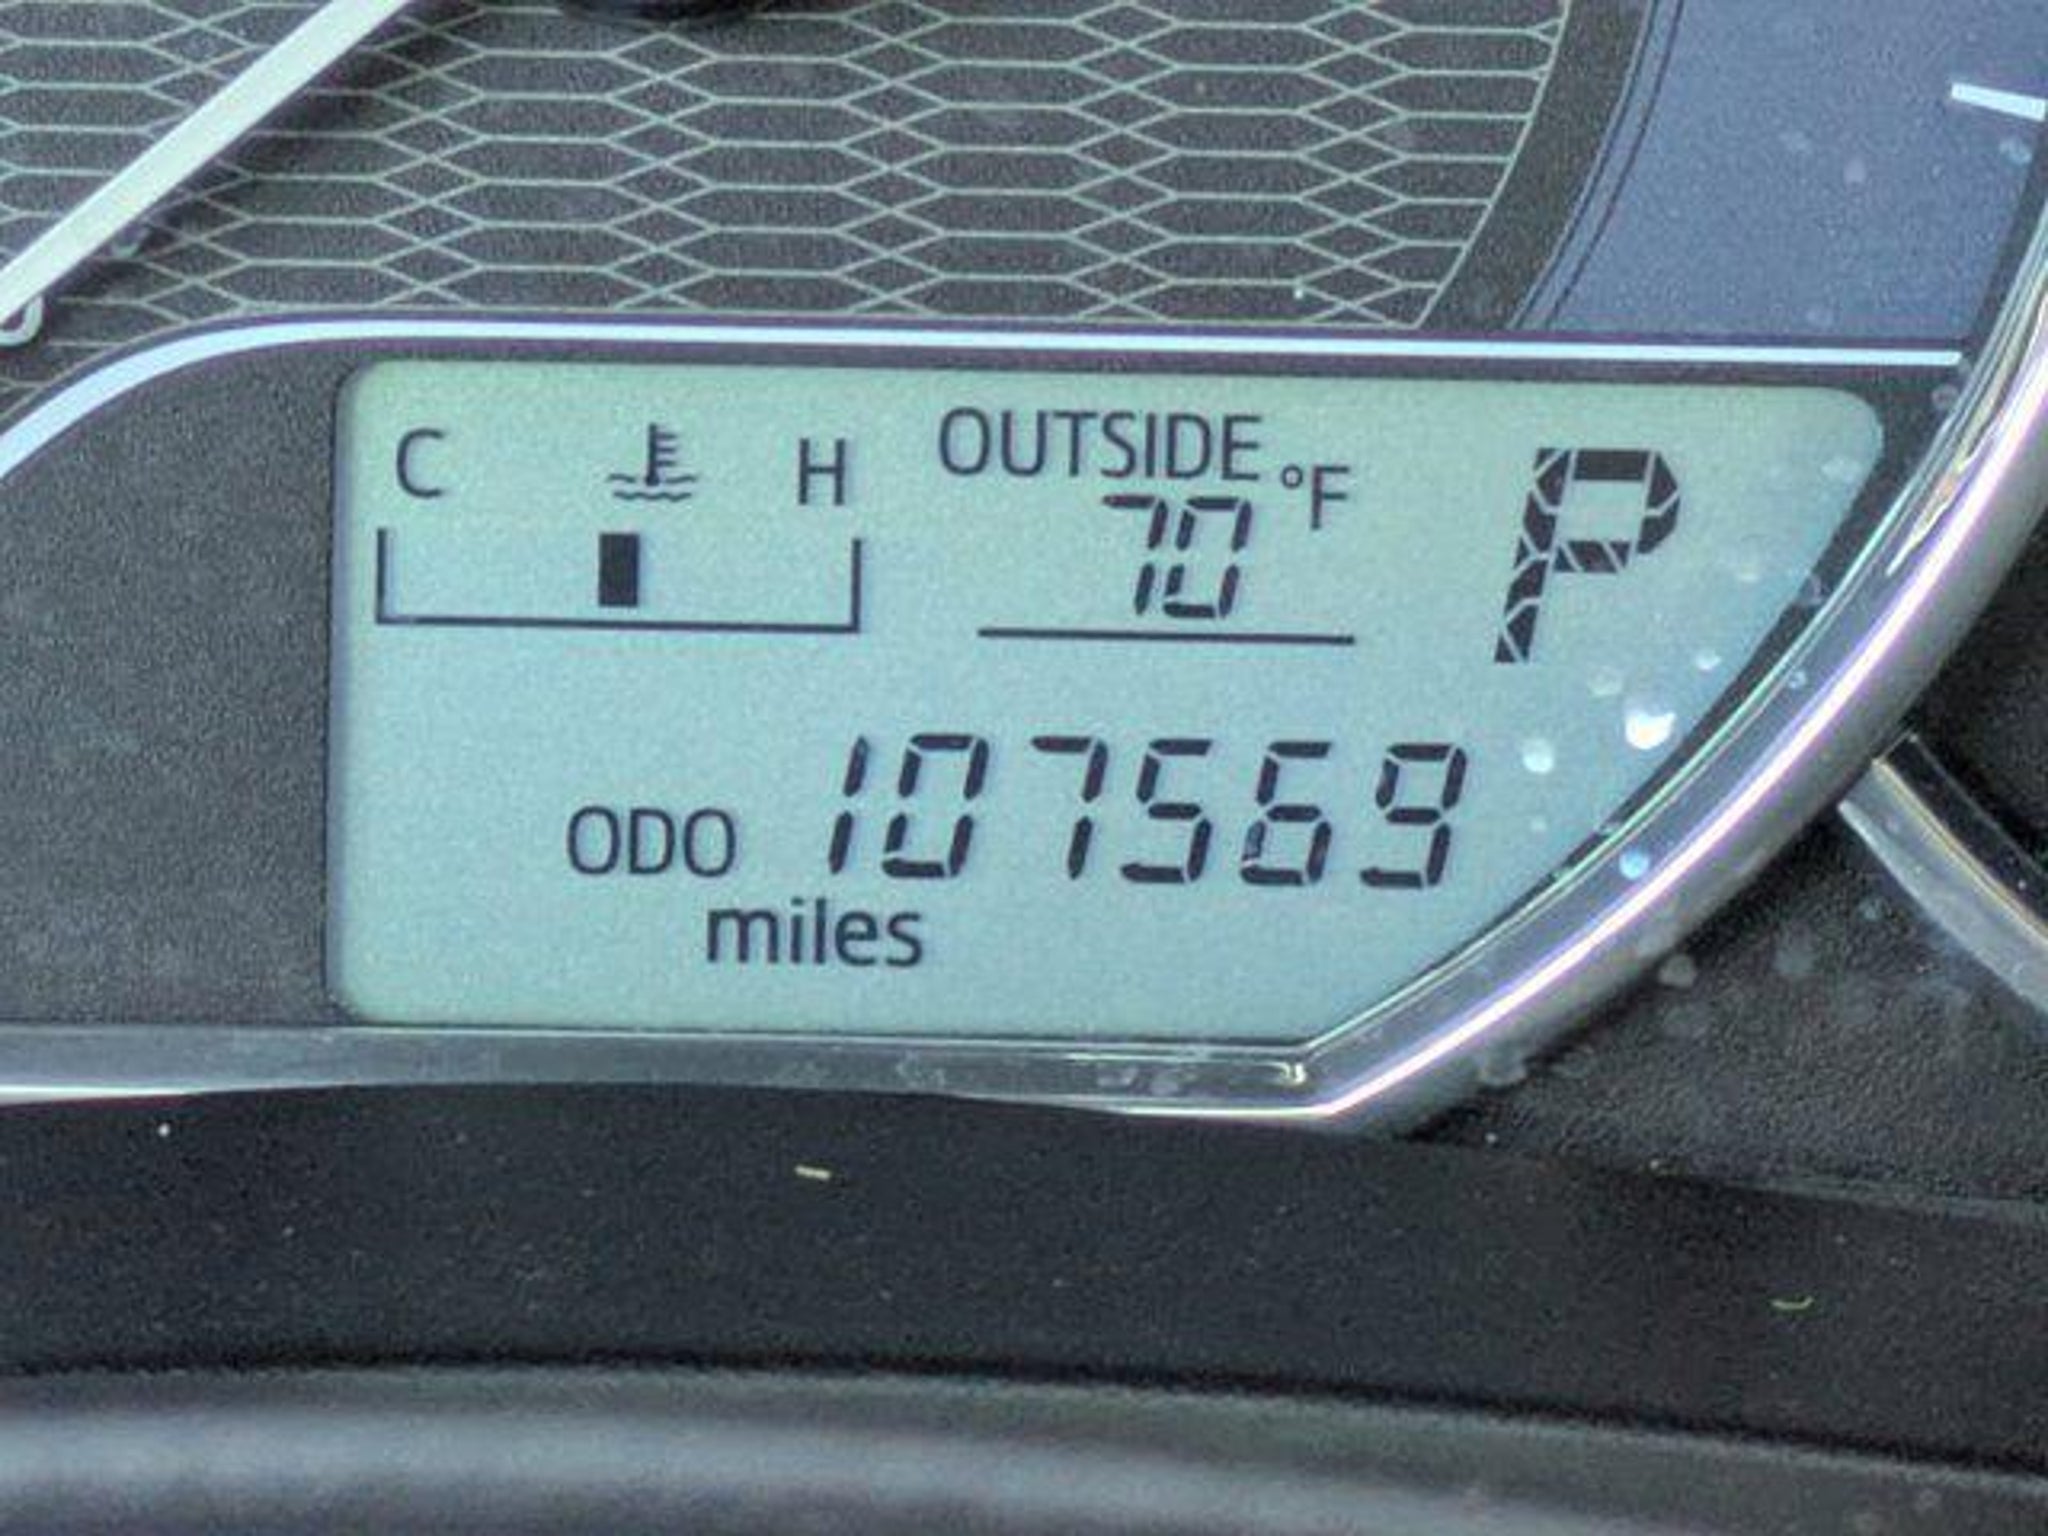 C H OUTSIDE °F P
70
ODO 107569
miles